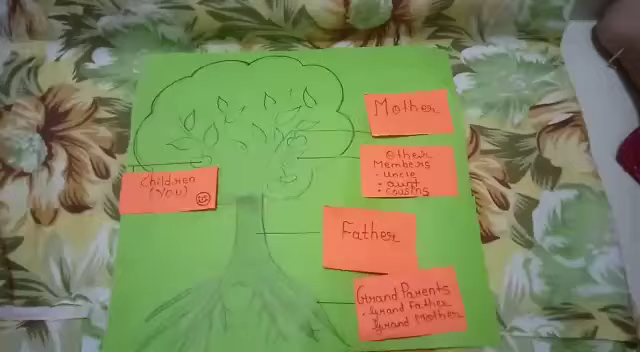 Mother
Other
Members
- uncle
- aunt
- cousins
Children
(YOU)
Father
Grand Parents
- Grand Father
Grand Mother